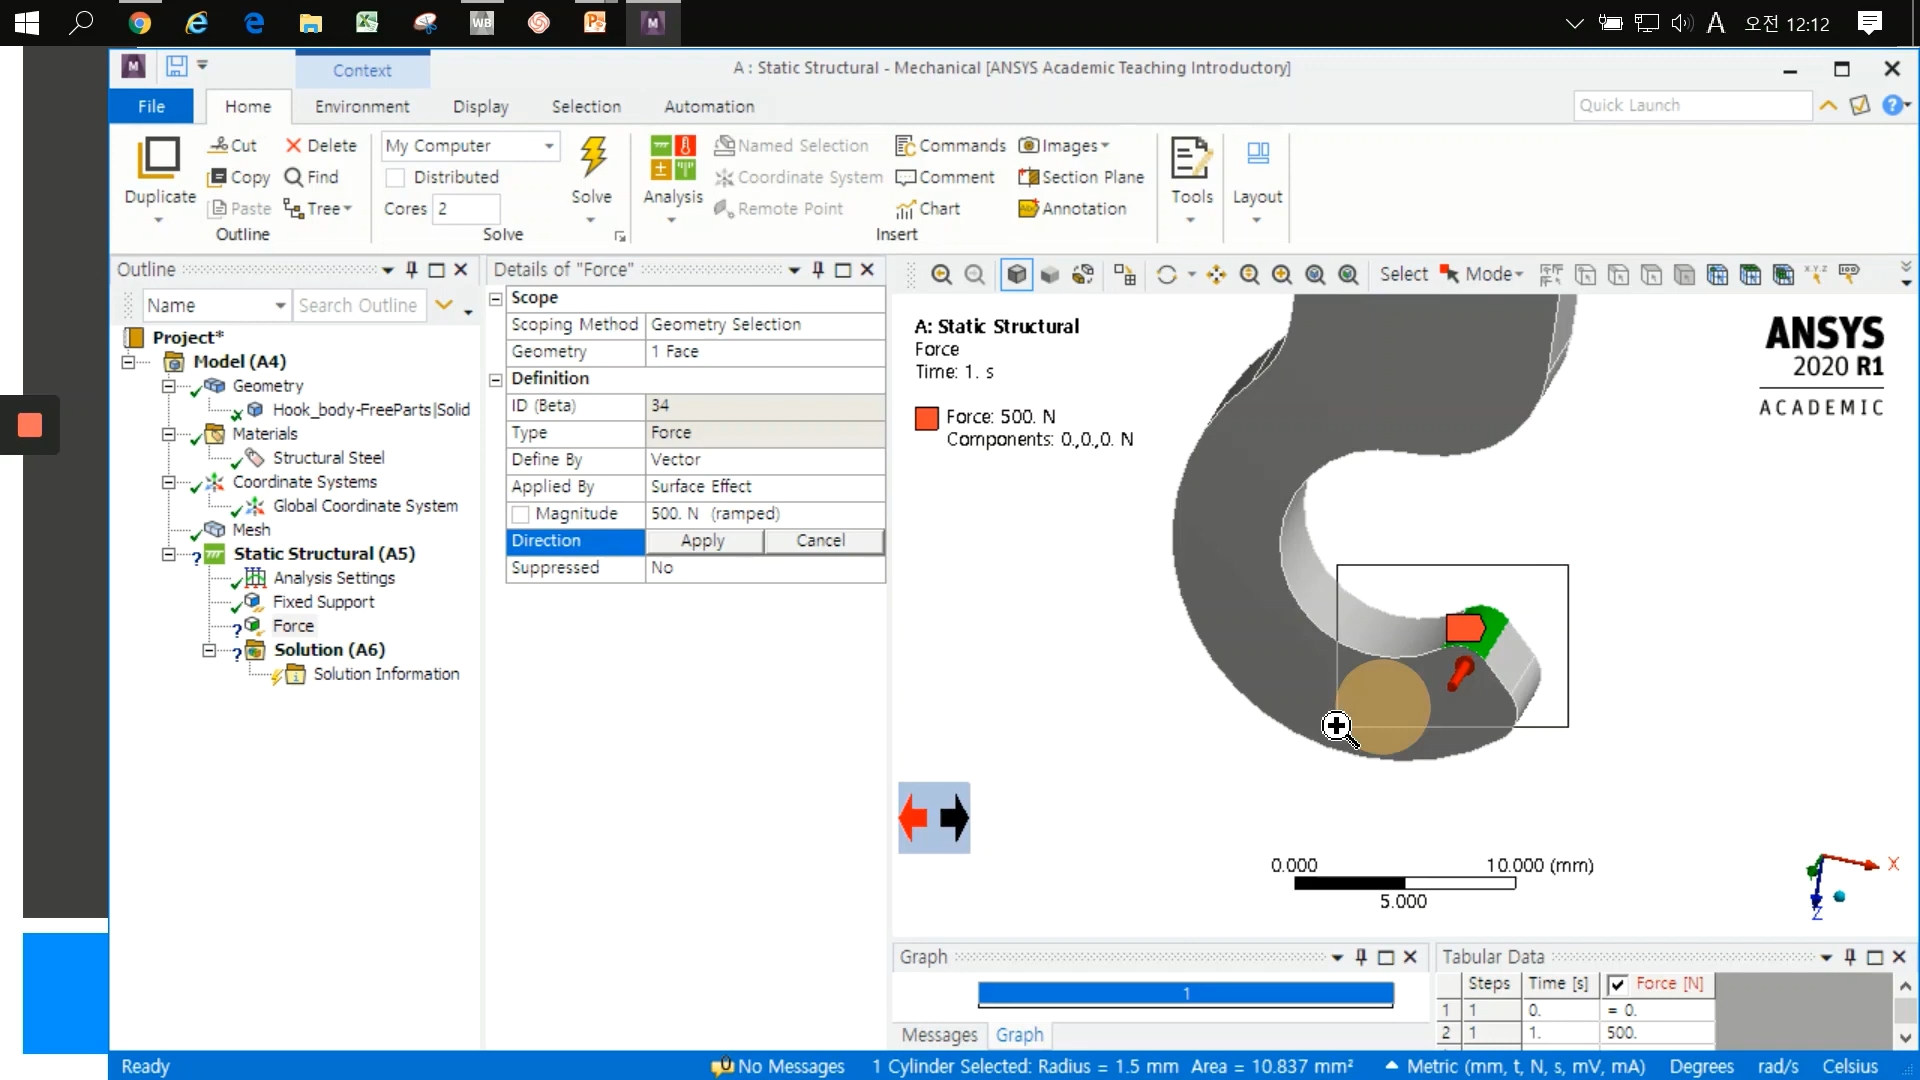 WB
A
오전 12:12
Context
A : Static Structural - Mechanical [ANSYS Academic Teaching Introductory]
File
Home
Environment
Display
Selection
Automation
Quick Launch
Duplicate
Cut
Copy
Paste
Delete
Find
Tree
Outline
My Computer
Distributed
Cores 2
Solve
Solve
Analysis
Named Selection
Coordinate System
Remote Point
Commands
Comment
Chart
Images
Section Plane
Annotation
Insert
Tools
Layout
Outline
Name
Search Outline
Project*
Model (A4)
Geometry
Hook_body-FreeParts|Solid
Materials
Structural Steel
Coordinate Systems
Global Coordinate System
Mesh
Static Structural (A5)
Analysis Settings
Fixed Support
Force
Solution (A6)
Solution Information
Details of "Force"
Scope
Scoping Method Geometry Selection
Geometry 1 Face
Definition
ID (Beta) 34
Type Force
Define By Vector
Applied By Surface Effect
Magnitude 500. N (ramped)
Direction Apply Cancel
Suppressed No
Select Mode
A: Static Structural
Force
Time: 1. s
Force: 500. N
Components: 0.,0.,0. N
ANSYS
2020 R1
ACADEMIC
0.000 10.000 (mm)
5.000
X
Z
Graph
1
Messages Graph
Tabular Data
Steps Time [s] Force [N]
1 1 0. = 0.
2 1 1. 500.
Ready
No Messages
1 Cylinder Selected: Radius = 1.5 mm Area = 10.837 mm²
Metric (mm, t, N, s, mV, mA)
Degrees
rad/s
Celsius